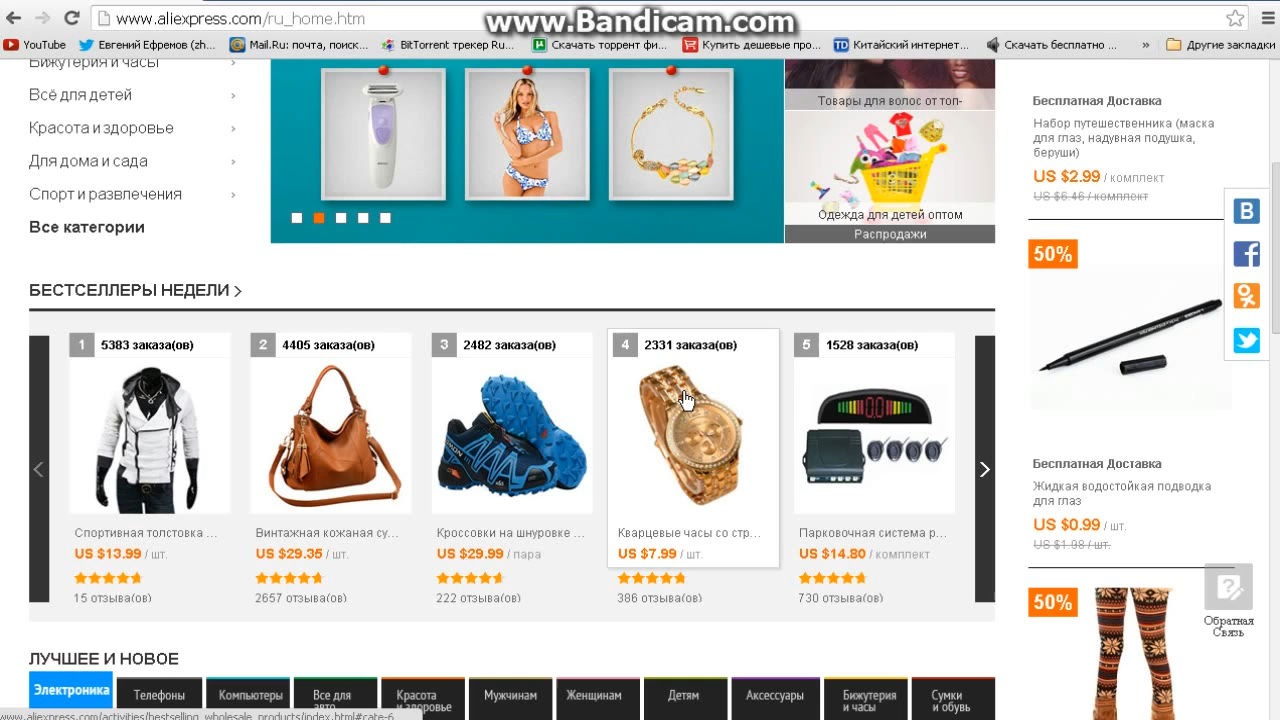 www.aliexpress.com/ru_home.htm
www.Bandicam.com
YouTube
Евгений Ефремов (zh...
Mail.Ru: почта, поиск...
BitTorrent трекер Ru...
Скачать торрент фи...
Купить дешевые про...
Китайский интернет...
Скачать бесплатно ...
»
Другие закладки
Бижутерия и часы
Всё для детей
Красота и здоровье
Для дома и сада
Спорт и развлечения
Все категории
Товары для волос от топ-
Одежда для детей оптом
Распродажи
Бесплатная Доставка
Набор путешественника (маска
для глаз, надувная подушка,
беруши)
US $2.99 / комплект
US $6.46 / комплект
50%
Бесплатная Доставка
Жидкая водостойкая подводка
для глаз
US $0.99 / шт.
US $1.98 / шт.
50%
Обратная
Связь
БЕСТСЕЛЛЕРЫ НЕДЕЛИ
1 5383 заказа(ов)
Спортивная толстовка ...
US $13.99 / шт.
15 отзыва(ов)
2 4405 заказа(ов)
Винтажная кожаная су...
US $29.35 / шт.
2657 отзыва(ов)
3 2482 заказа(ов)
Кроссовки на шнуровке ...
US $29.99 / пара
222 отзыва(ов)
4 2331 заказа(ов)
Кварцевые часы со стр...
US $7.99 / шт.
386 отзыва(ов)
5 1528 заказа(ов)
Парковочная система р...
US $14.80 / комплект
730 отзыва(ов)
ЛУЧШЕЕ И НОВОЕ
Электроника
Телефоны
Компьютеры
Все для
авто
Красота
и здоровье
Мужчинам
Женщинам
Детям
Аксессуары
Бижутерия
и часы
Сумки
и обувь
www.aliexpress.com/activities/bestselling_wholesale_products/index.html#cate-6